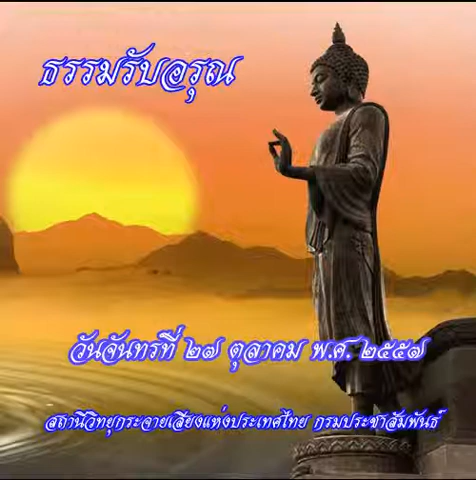 ธรรมรับอรุณ
วันจันทร์ที่ ๒๗ ตุลาคม พ.ศ. ๒๕๕๗
สถานีวิทยุกระจายเสียงแห่งประเทศไทย กรมประชาสัมพันธ์